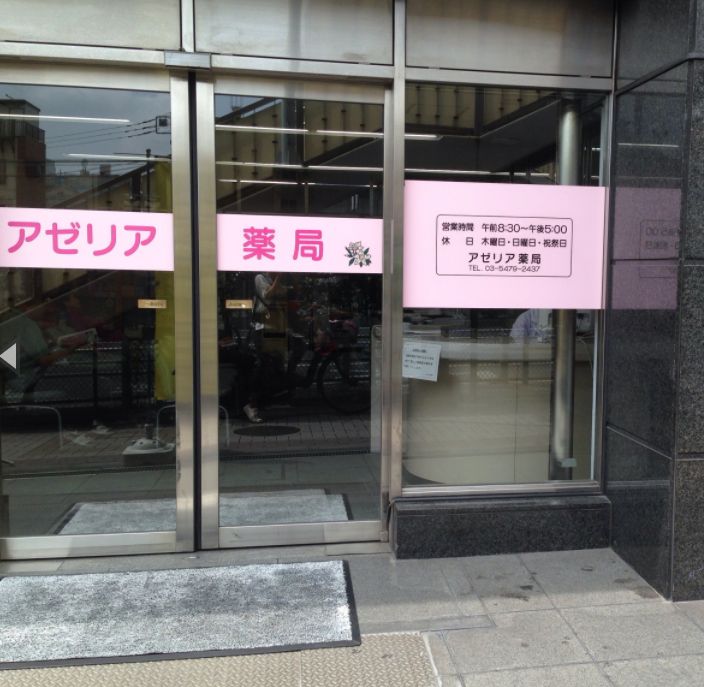 アゼリア
薬局
営業時間 午前8:30～午後5:00
休 日 木曜日・日曜日・祝祭日
アゼリア薬局
TEL. 03-5479-2437